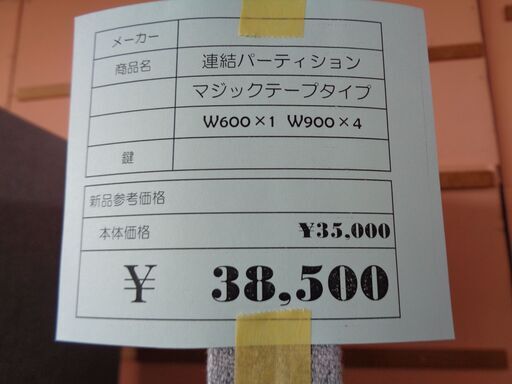 メーカー
商品名 連結パーティション
マジックテープタイプ
W600×1 W900×4
鍵
新品参考価格
本体価格 ¥35,000
¥ 38,500